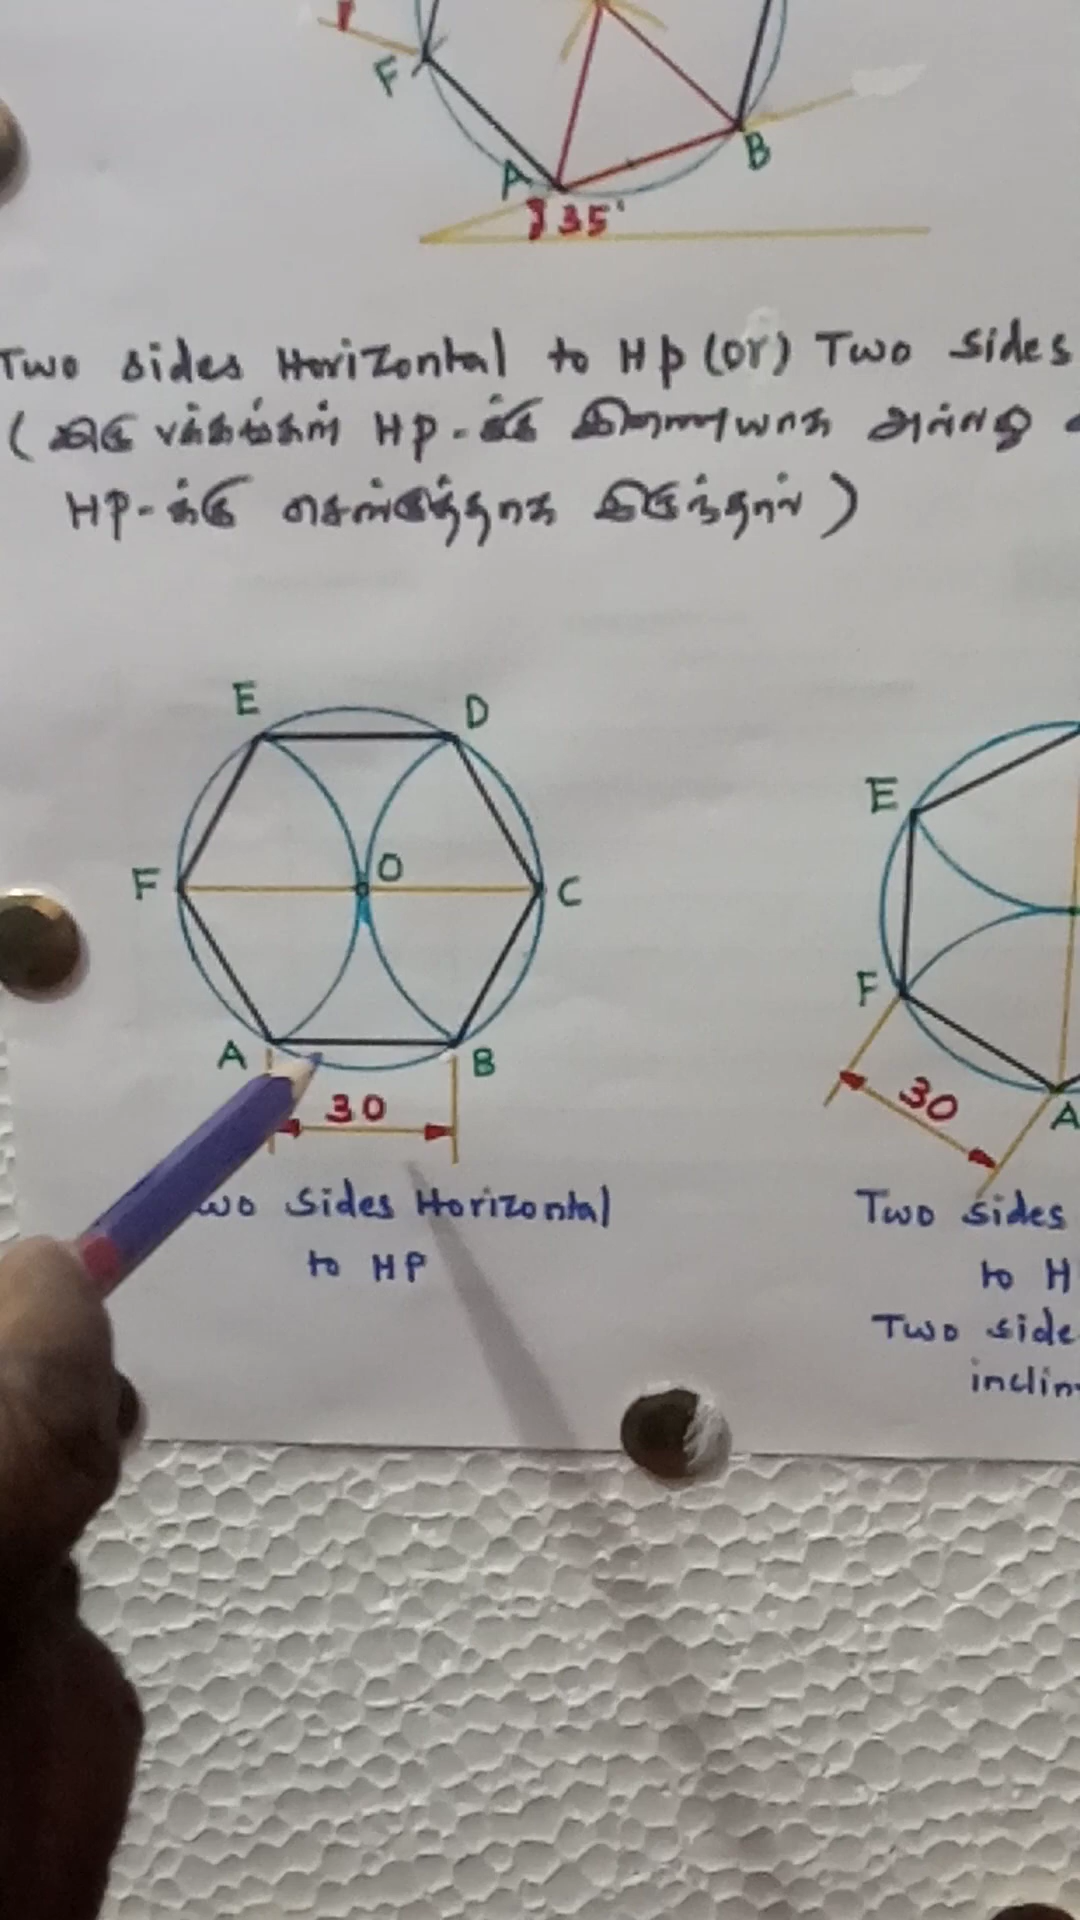 F
A
B
35°
Two sides Horizontal to HP (or) Two sides
(இரு பக்கங்கள் HP-க்கு இணையாக அல்லது
HP-க்கு செங்குத்தாக இருந்தால்)
E
D
F
O
C
A
B
30
wo sides Horizontal
to HP
E
F
30
A
Two sides
to H
Two side
inclin